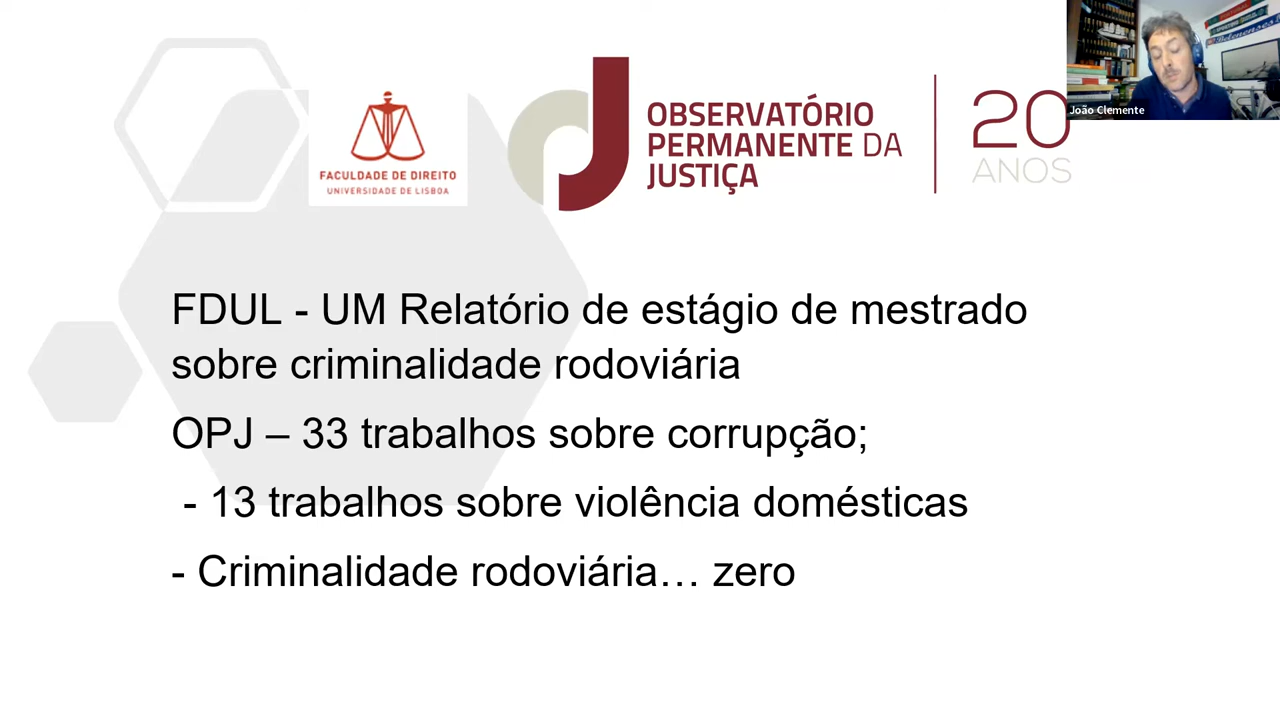 FACULDADE DE DIREITO
UNIVERSIDADE DE LISBOA
OBSERVATÓRIO
PERMANENTE DA
JUSTIÇA
20
ANOS
Belenenses
João Clemente
FDUL - UM Relatório de estágio de mestrado
sobre criminalidade rodoviária
OPJ – 33 trabalhos sobre corrupção;
- 13 trabalhos sobre violência domésticas
- Criminalidade rodoviária… zero